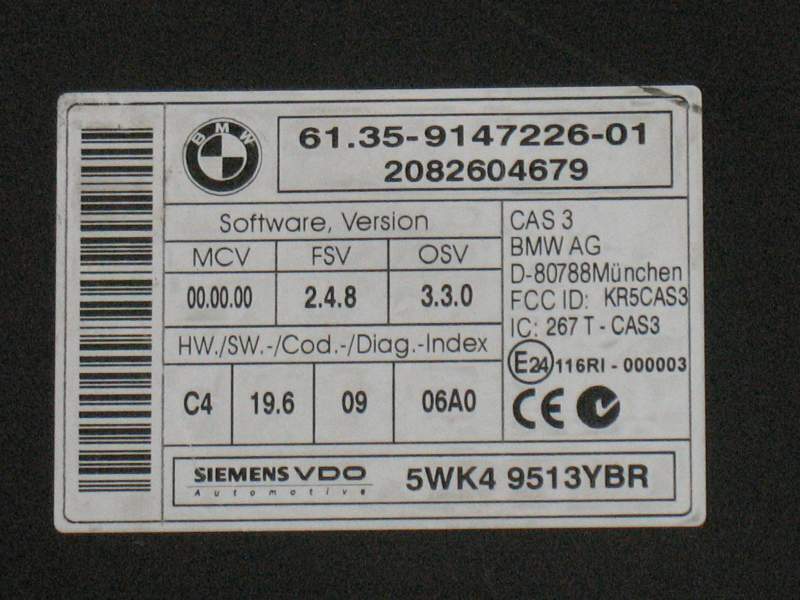 BMW
61.35-9147226-01
2082604679
Software, Version
MCV FSV OSV
00.00.00 2.4.8 3.3.0
HW./SW.-/Cod.-/Diag.-Index
C4 19.6 09 06A0
CAS 3
BMW AG
D-80788München
FCC ID: KR5CAS3
IC: 267 T - CAS3
E24 116RI - 000003
CE
SIEMENS VDO
Automotive
5WK4 9513YBR